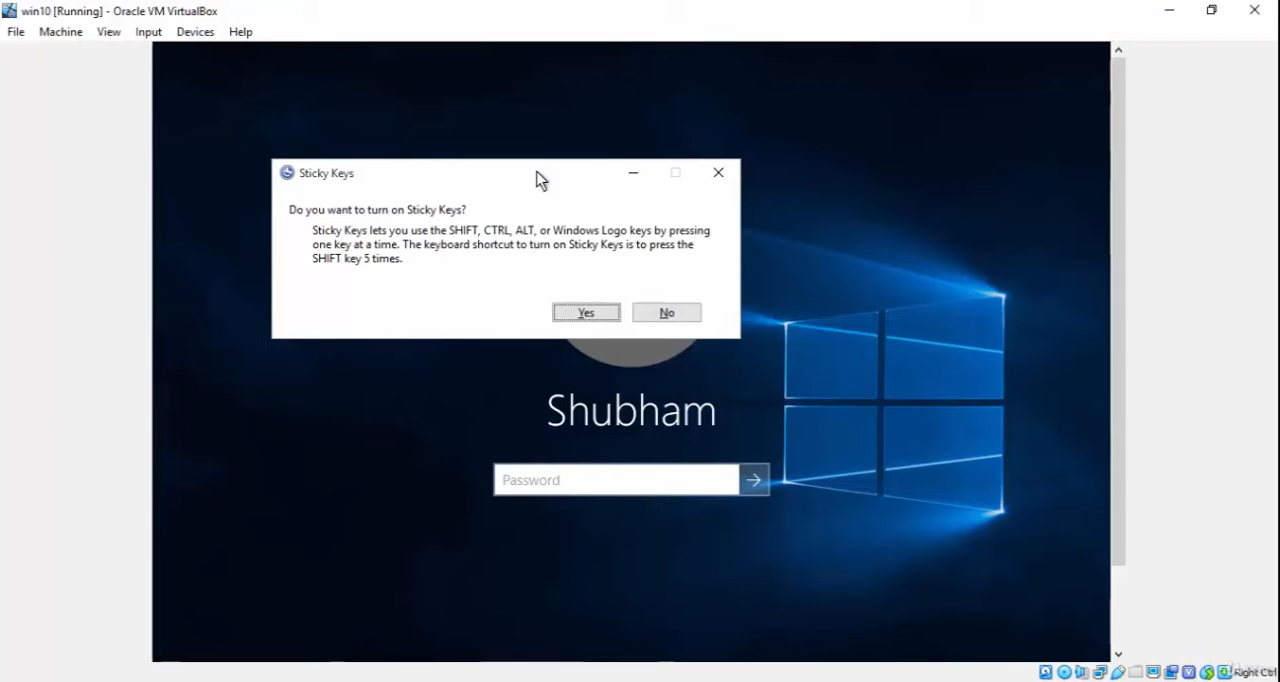 win10 [Running] - Oracle VM VirtualBox
File Machine View Input Devices Help
Sticky Keys
Do you want to turn on Sticky Keys?
Sticky Keys lets you use the SHIFT, CTRL, ALT, or Windows Logo keys by pressing
one key at a time. The keyboard shortcut to turn on Sticky Keys is to press the
SHIFT key 5 times.
Yes No
Shubham
Password
Right Ctrl